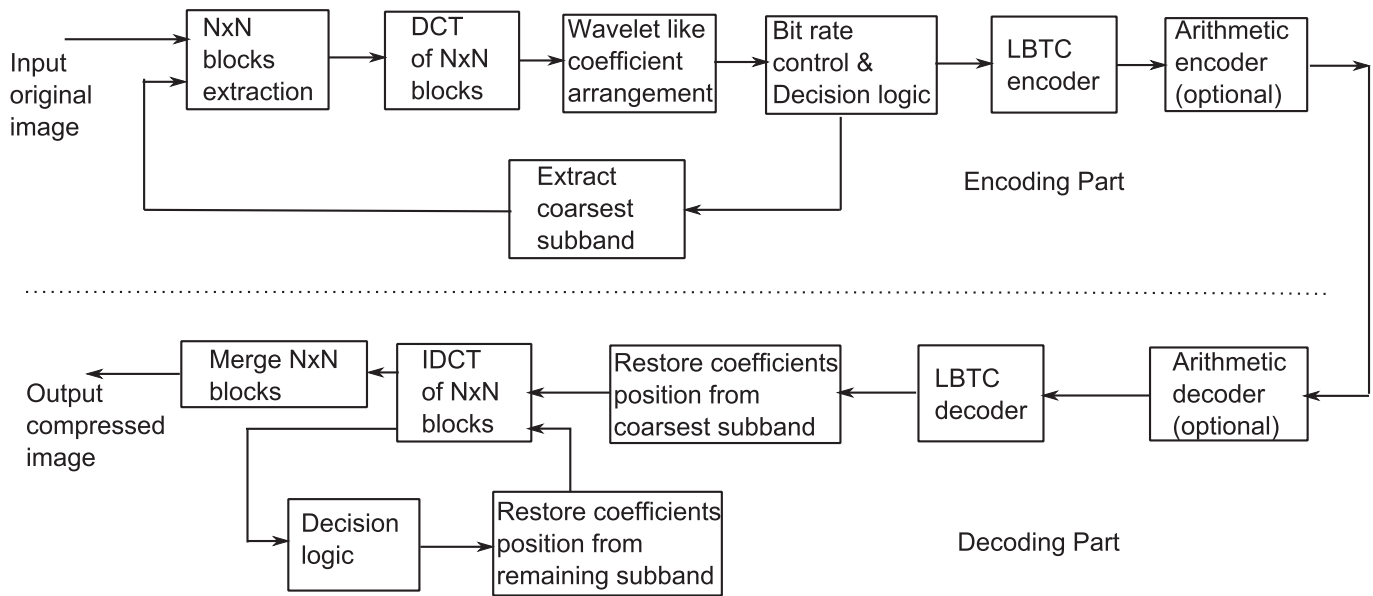 Input
original
image
NxN
blocks
extraction
DCT
of NxN
blocks
Wavelet like
coefficient
arrangement
Bit rate
control &
Decision logic
LBTC
encoder
Arithmetic
encoder
(optional)
Extract
coarsest
subband
Encoding Part
Output
compressed
image
Merge NxN
blocks
IDCT
of NxN
blocks
Restore coefficients
position from
coarsest subband
LBTC
decoder
Arithmetic
decoder
(optional)
Decision
logic
Restore coefficients
position from
remaining subband
Decoding Part